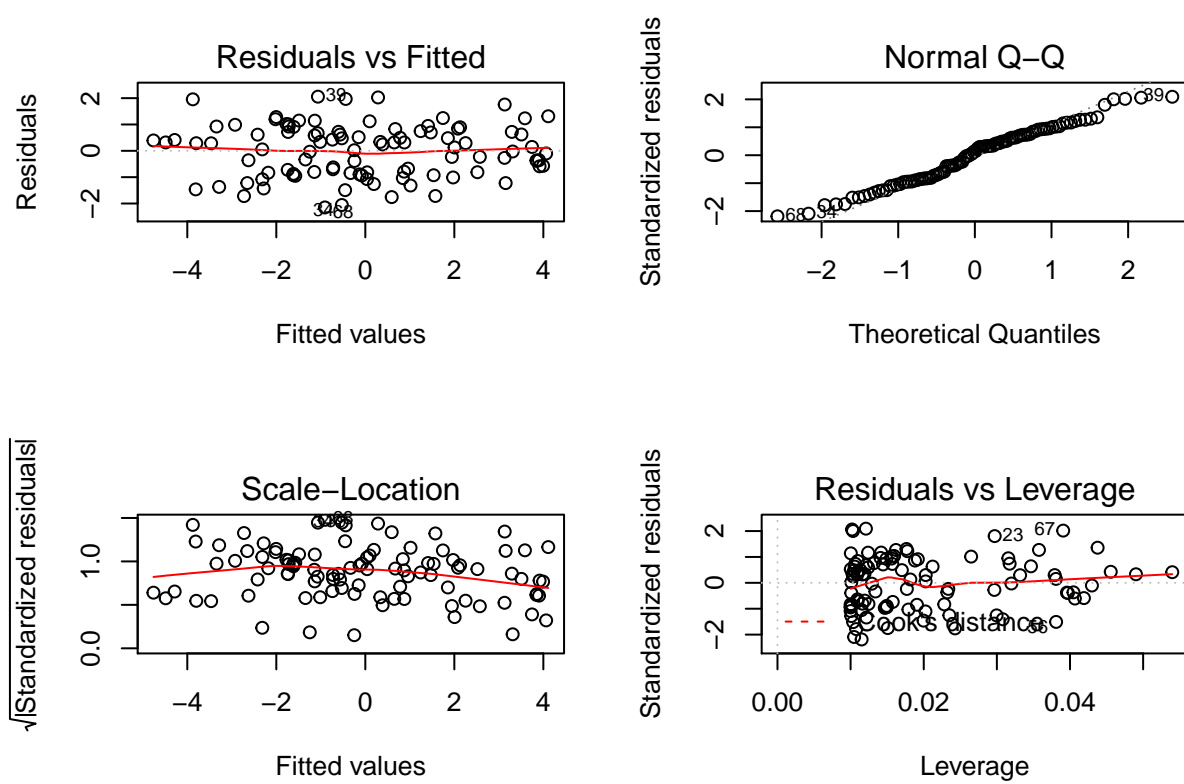 Residuals vs Fitted
Residuals
2
0
−2
39
34
68
−4 −2 0 2 4
Fitted values
Normal Q−Q
Standardized residuals
2
0
−2
39
68 34
−2 −1 0 1 2
Theoretical Quantiles
Scale−Location
√|Standardized residuals|
1.0
0.0
−4 −2 0 2 4
Fitted values
Residuals vs Leverage
Standardized residuals
2
0
−2
23
67
Cook's distance
0.00 0.02 0.04
Leverage